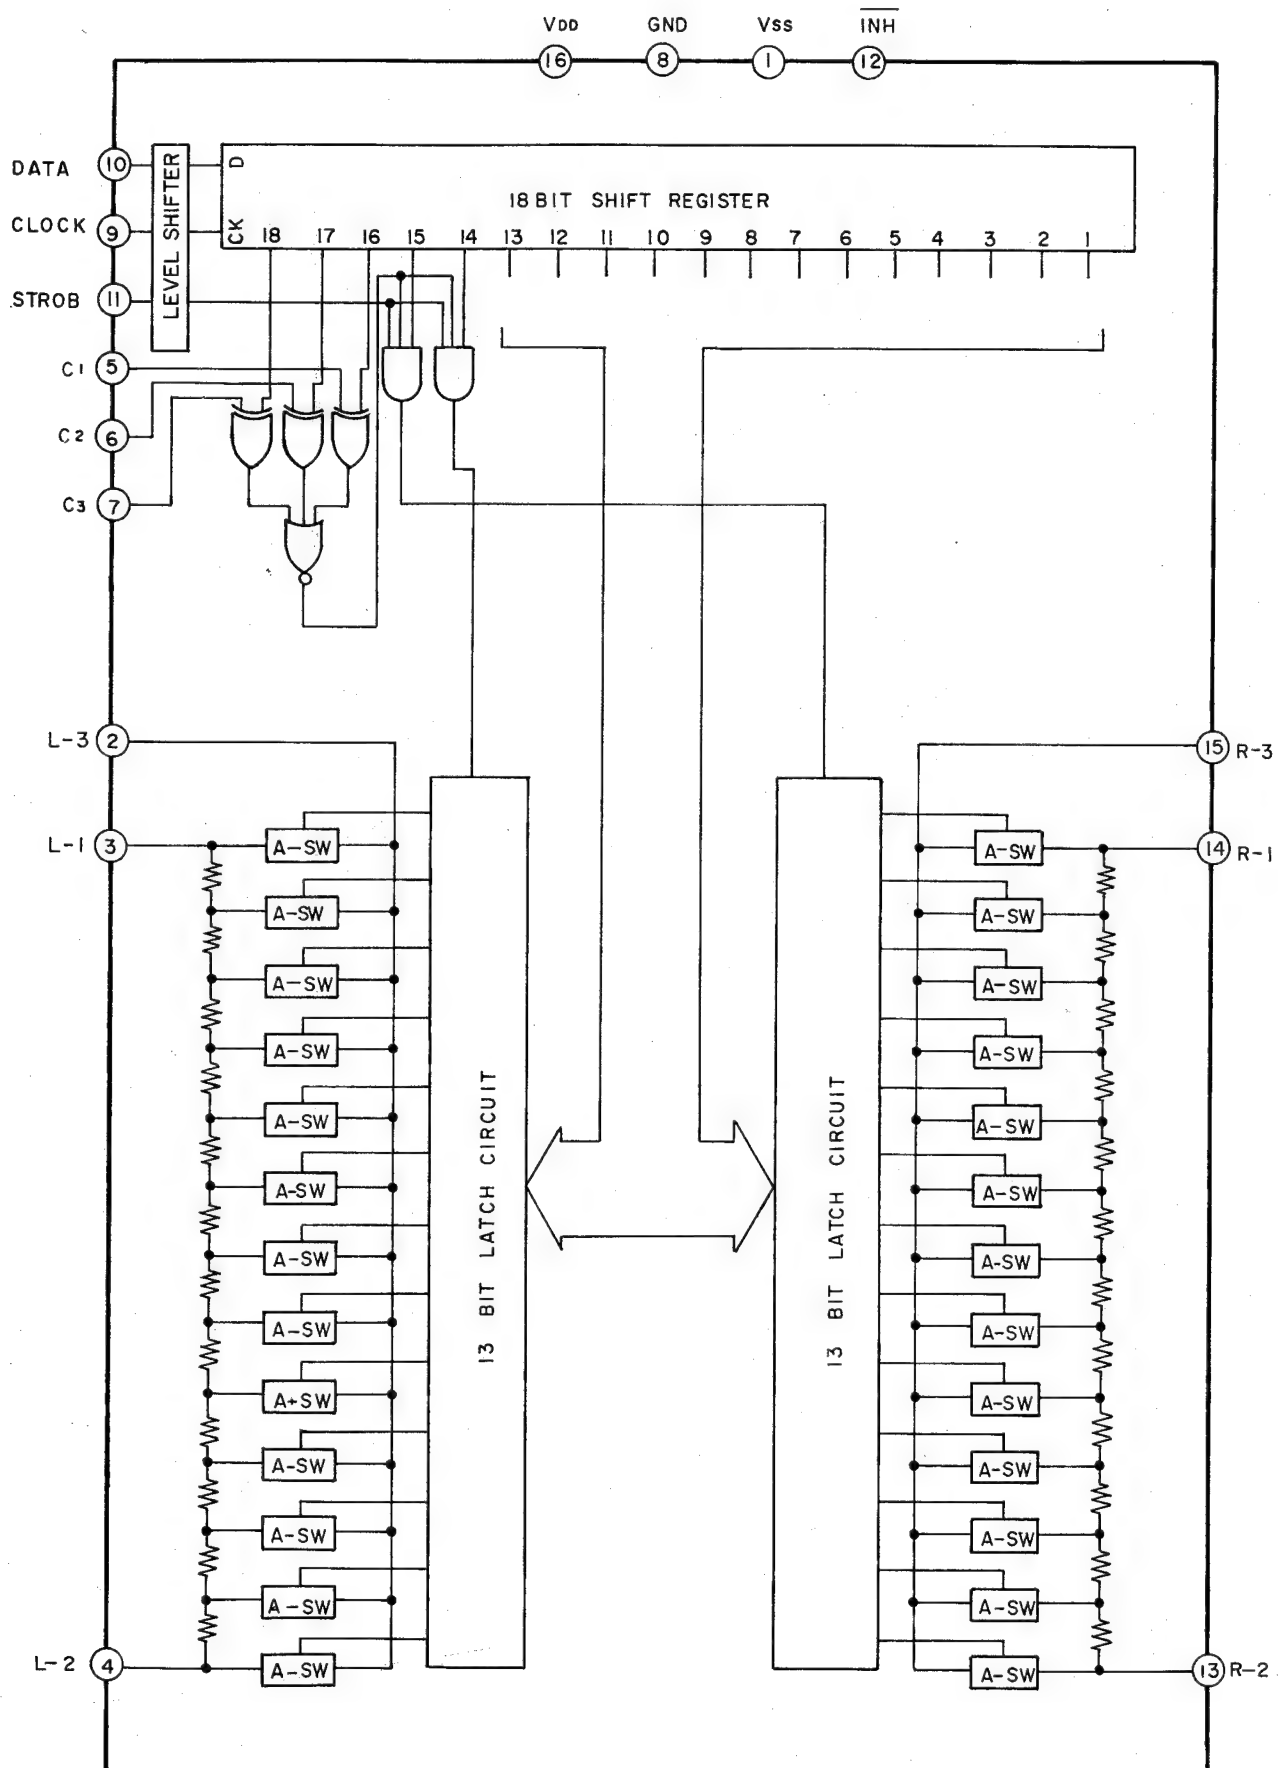 VDD GND VSS INH
16 8 1 12
DATA 10
LEVEL SHIFTER
D
18 BIT SHIFT REGISTER
CLOCK 9
CK 18 17 16 15 14 13 12 11 10 9 8 7 6 5 4 3 2 1
STROB 11
C1 5
C2 6
C3 7
L-3 2
15 R-3
L-1 3
A-SW
A-SW
14 R-1
A-SW
A-SW
A-SW
A-SW
A-SW
A-SW
A-SW
A-SW
A-SW
A-SW
A-SW
A-SW
13 BIT LATCH CIRCUIT
13 BIT LATCH CIRCUIT
A-SW
A-SW
A+SW
A-SW
A-SW
A-SW
A-SW
A-SW
A-SW
A-SW
L-2 4
A-SW
A-SW
13 R-2